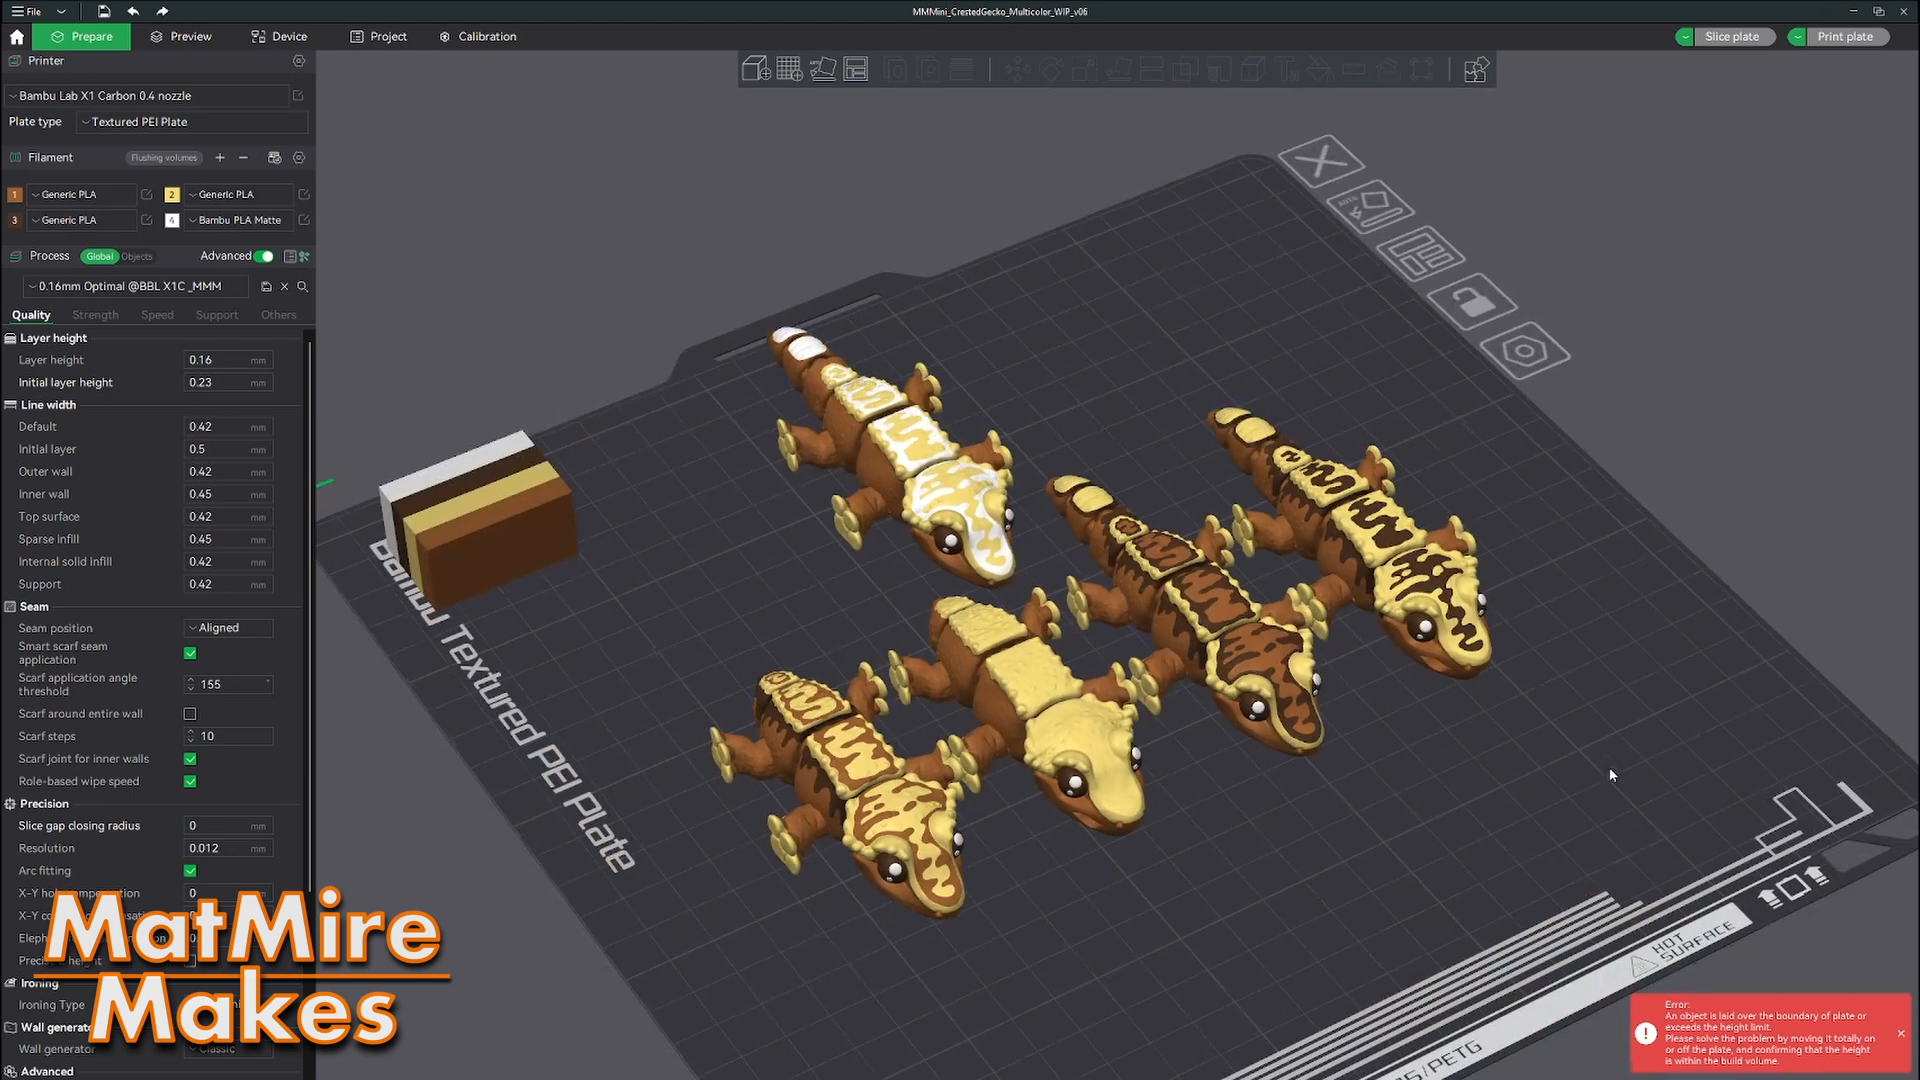 File
MMMini_CrestedGecko_Multicolor_WIP_v06
Prepare
Preview
Device
Project
Calibration
Slice plate
Print plate
Printer
Bambu Lab X1 Carbon 0.4 nozzle
Plate type
Textured PEI Plate
Filament
Flushing volumes
1
Generic PLA
2
Generic PLA
3
Generic PLA
4
Bambu PLA Matte
Process
Global
Objects
Advanced
0.16mm Optimal @BBL X1C _MMM
Quality
Strength
Speed
Support
Others
Layer height
Layer height 0.16 mm
Initial layer height 0.23 mm
Line width
Default 0.42 mm
Initial layer 0.5 mm
Outer wall 0.42 mm
Inner wall 0.45 mm
Top surface 0.42 mm
Sparse infill 0.45 mm
Internal solid infill 0.42 mm
Support 0.42 mm
Seam
Seam position Aligned
Smart scarf seam
application
Scarf application angle
threshold
155 °
Scarf around entire wall
Scarf steps 10
Scarf joint for inner walls
Role-based wipe speed
Precision
Slice gap closing radius 0 mm
Resolution 0.012 mm
Arc fitting
X-Y
0
X-Y
Ironing
Ironing Type
Wall generator
Classic
Advanced
MatMire
Makes
Bambu Textured PEI Plate
AUTO
HOT
SURFACE
/PETG
Error:
An object is laid over the boundary of plate or
exceeds the height limit.
Please solve the problem by moving it totally on
or off the plate, and confirming that the height
is within the build volume.